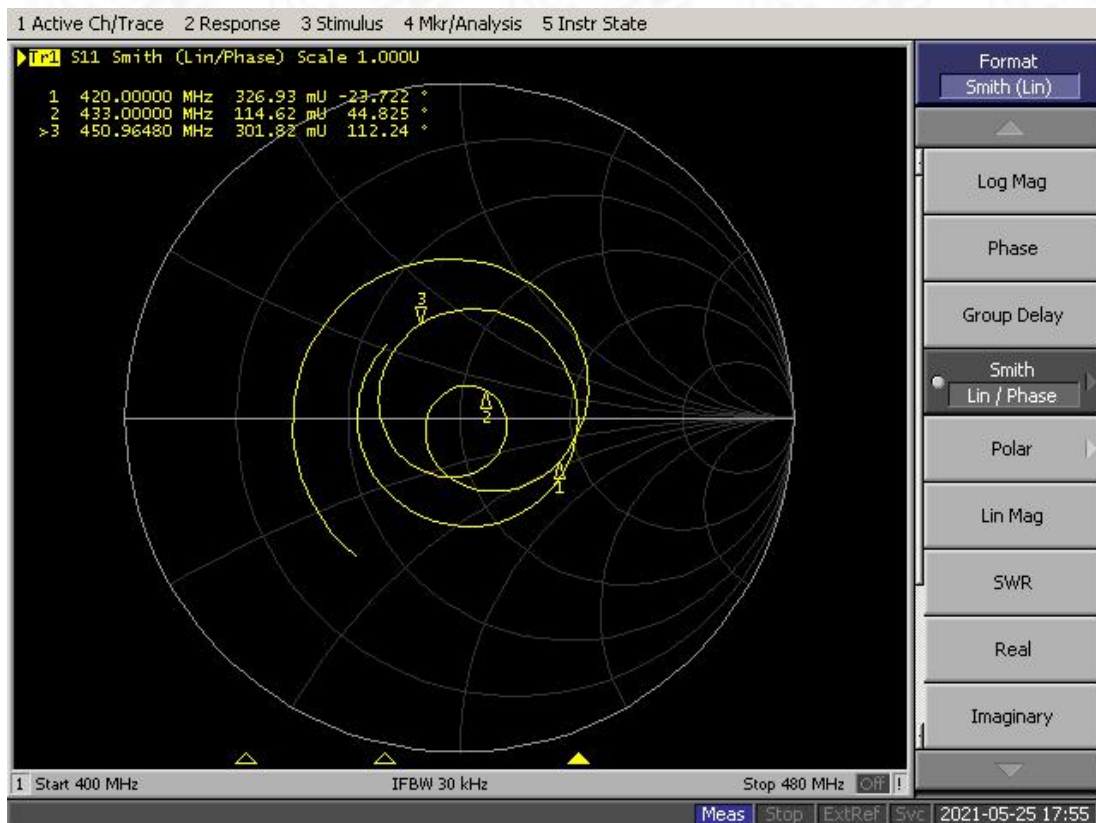 1 Active Ch/Trace 2 Response 3 Stimulus 4 Mkr/Analysis 5 Instr State
Tr1 S11 Smith (Lin/Phase) Scale 1.000U
1 420.00000 MHz 326.93 mU -23.722 °
2 433.00000 MHz 114.62 mU 44.825 °
>3 450.96480 MHz 301.82 mU 112.24 °
3
2
1
1 Start 400 MHz IFBW 30 kHz Stop 480 MHz Off !
Format
Smith (Lin)
Log Mag
Phase
Group Delay
Smith
Lin / Phase
Polar
Lin Mag
SWR
Real
Imaginary
Meas Stop ExtRef Svc 2021-05-25 17:55